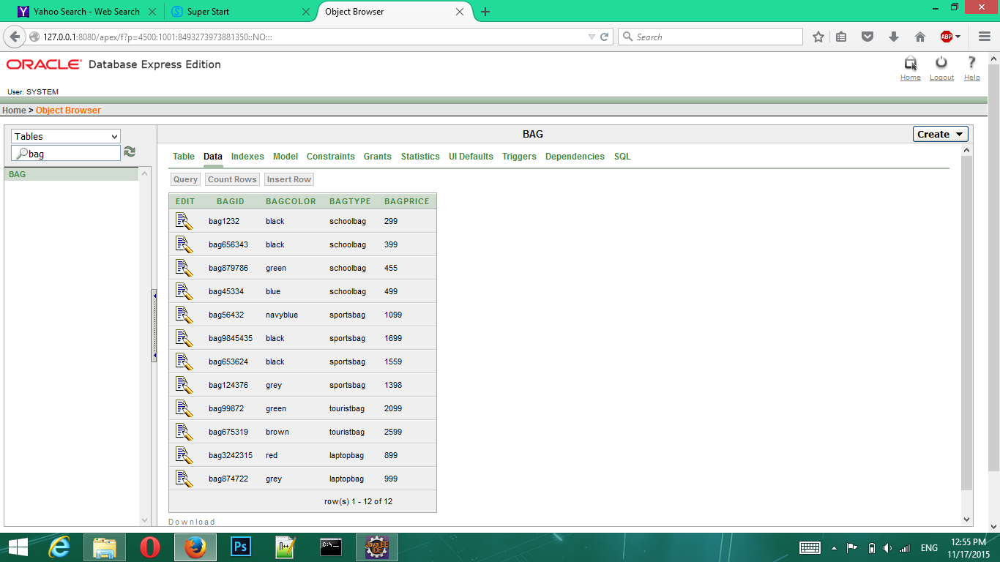 Yahoo Search - Web Search
Super Start
Object Browser
127.0.0.1:8080/apex/f?p=4500:1001:8493273973881350::NO:::
Search
ABP
ORACLE Database Express Edition
Home
Logout
Help
User: SYSTEM
Home > Object Browser
Tables
bag
BAG
BAG
Create
Table Data Indexes Model Constraints Grants Statistics UI Defaults Triggers Dependencies SQL
Query Count Rows Insert Row
EDIT BAGID BAGCOLOR BAGTYPE BAGPRICE
bag1232 black schoolbag 299
bag656343 black schoolbag 399
bag879786 green schoolbag 455
bag45334 blue schoolbag 499
bag56432 navyblue sportsbag 1099
bag9845435 black sportsbag 1699
bag653624 black sportsbag 1559
bag124376 grey sportsbag 1398
bag99872 green touristbag 2099
bag675319 brown touristbag 2599
bag3242315 red laptopbag 899
bag874722 grey laptopbag 999
row(s) 1 - 12 of 12
Download
Ps
C:\
Java EE
IDE
ENG
12:55 PM
11/17/2015